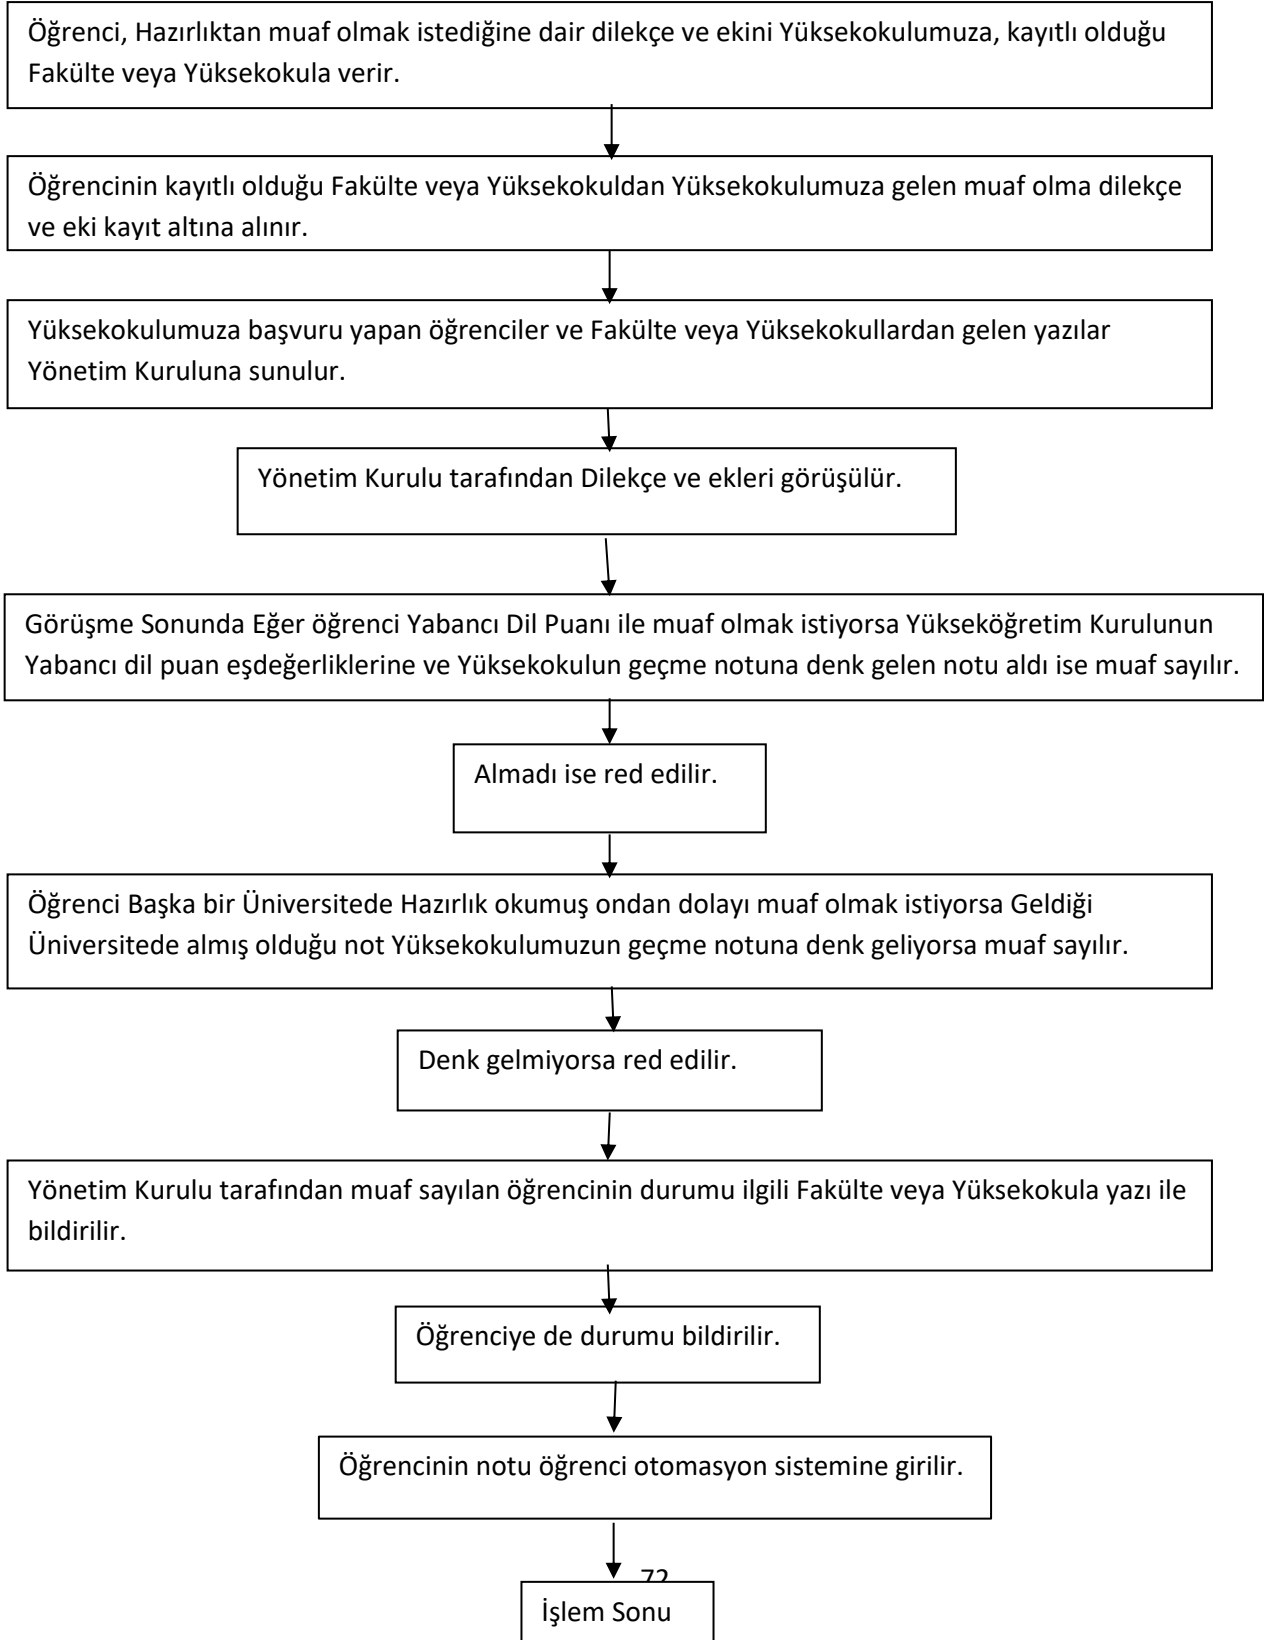 Öğrenci, Hazırlıktan muaf olmak istediğine dair dilekçe ve ekini Yüksekokulumuza, kayıtlı olduğu
Fakülte veya Yüksekokula verir.
Öğrencinin kayıtlı olduğu Fakülte veya Yüksekokuldan Yüksekokulumuza gelen muaf olma dilekçe
ve eki kayıt altına alınır.
Yüksekokulumuza başvuru yapan öğrenciler ve Fakülte veya Yüksekokullardan gelen yazılar
Yönetim Kuruluna sunulur.
Yönetim Kurulu tarafından Dilekçe ve ekleri görüşülür.
Görüşme Sonunda Eğer öğrenci Yabancı Dil Puanı ile muaf olmak istiyorsa Yükseköğretim Kurulunun
Yabancı dil puan eşdeğerliklerine ve Yüksekokulun geçme notuna denk gelen notu aldı ise muaf sayılır.
Almadı ise red edilir.
Öğrenci Başka bir Üniversitede Hazırlık okumuş ondan dolayı muaf olmak istiyorsa Geldiği
Üniversitede almış olduğu not Yüksekokulumuzun geçme notuna denk geliyorsa muaf sayılır.
Denk gelmiyorsa red edilir.
Yönetim Kurulu tarafından muaf sayılan öğrencinin durumu ilgili Fakülte veya Yüksekokula yazı ile
bildirilir.
Öğrenciye de durumu bildirilir.
Öğrencinin notu öğrenci otomasyon sistemine girilir.
72
İşlem Sonu